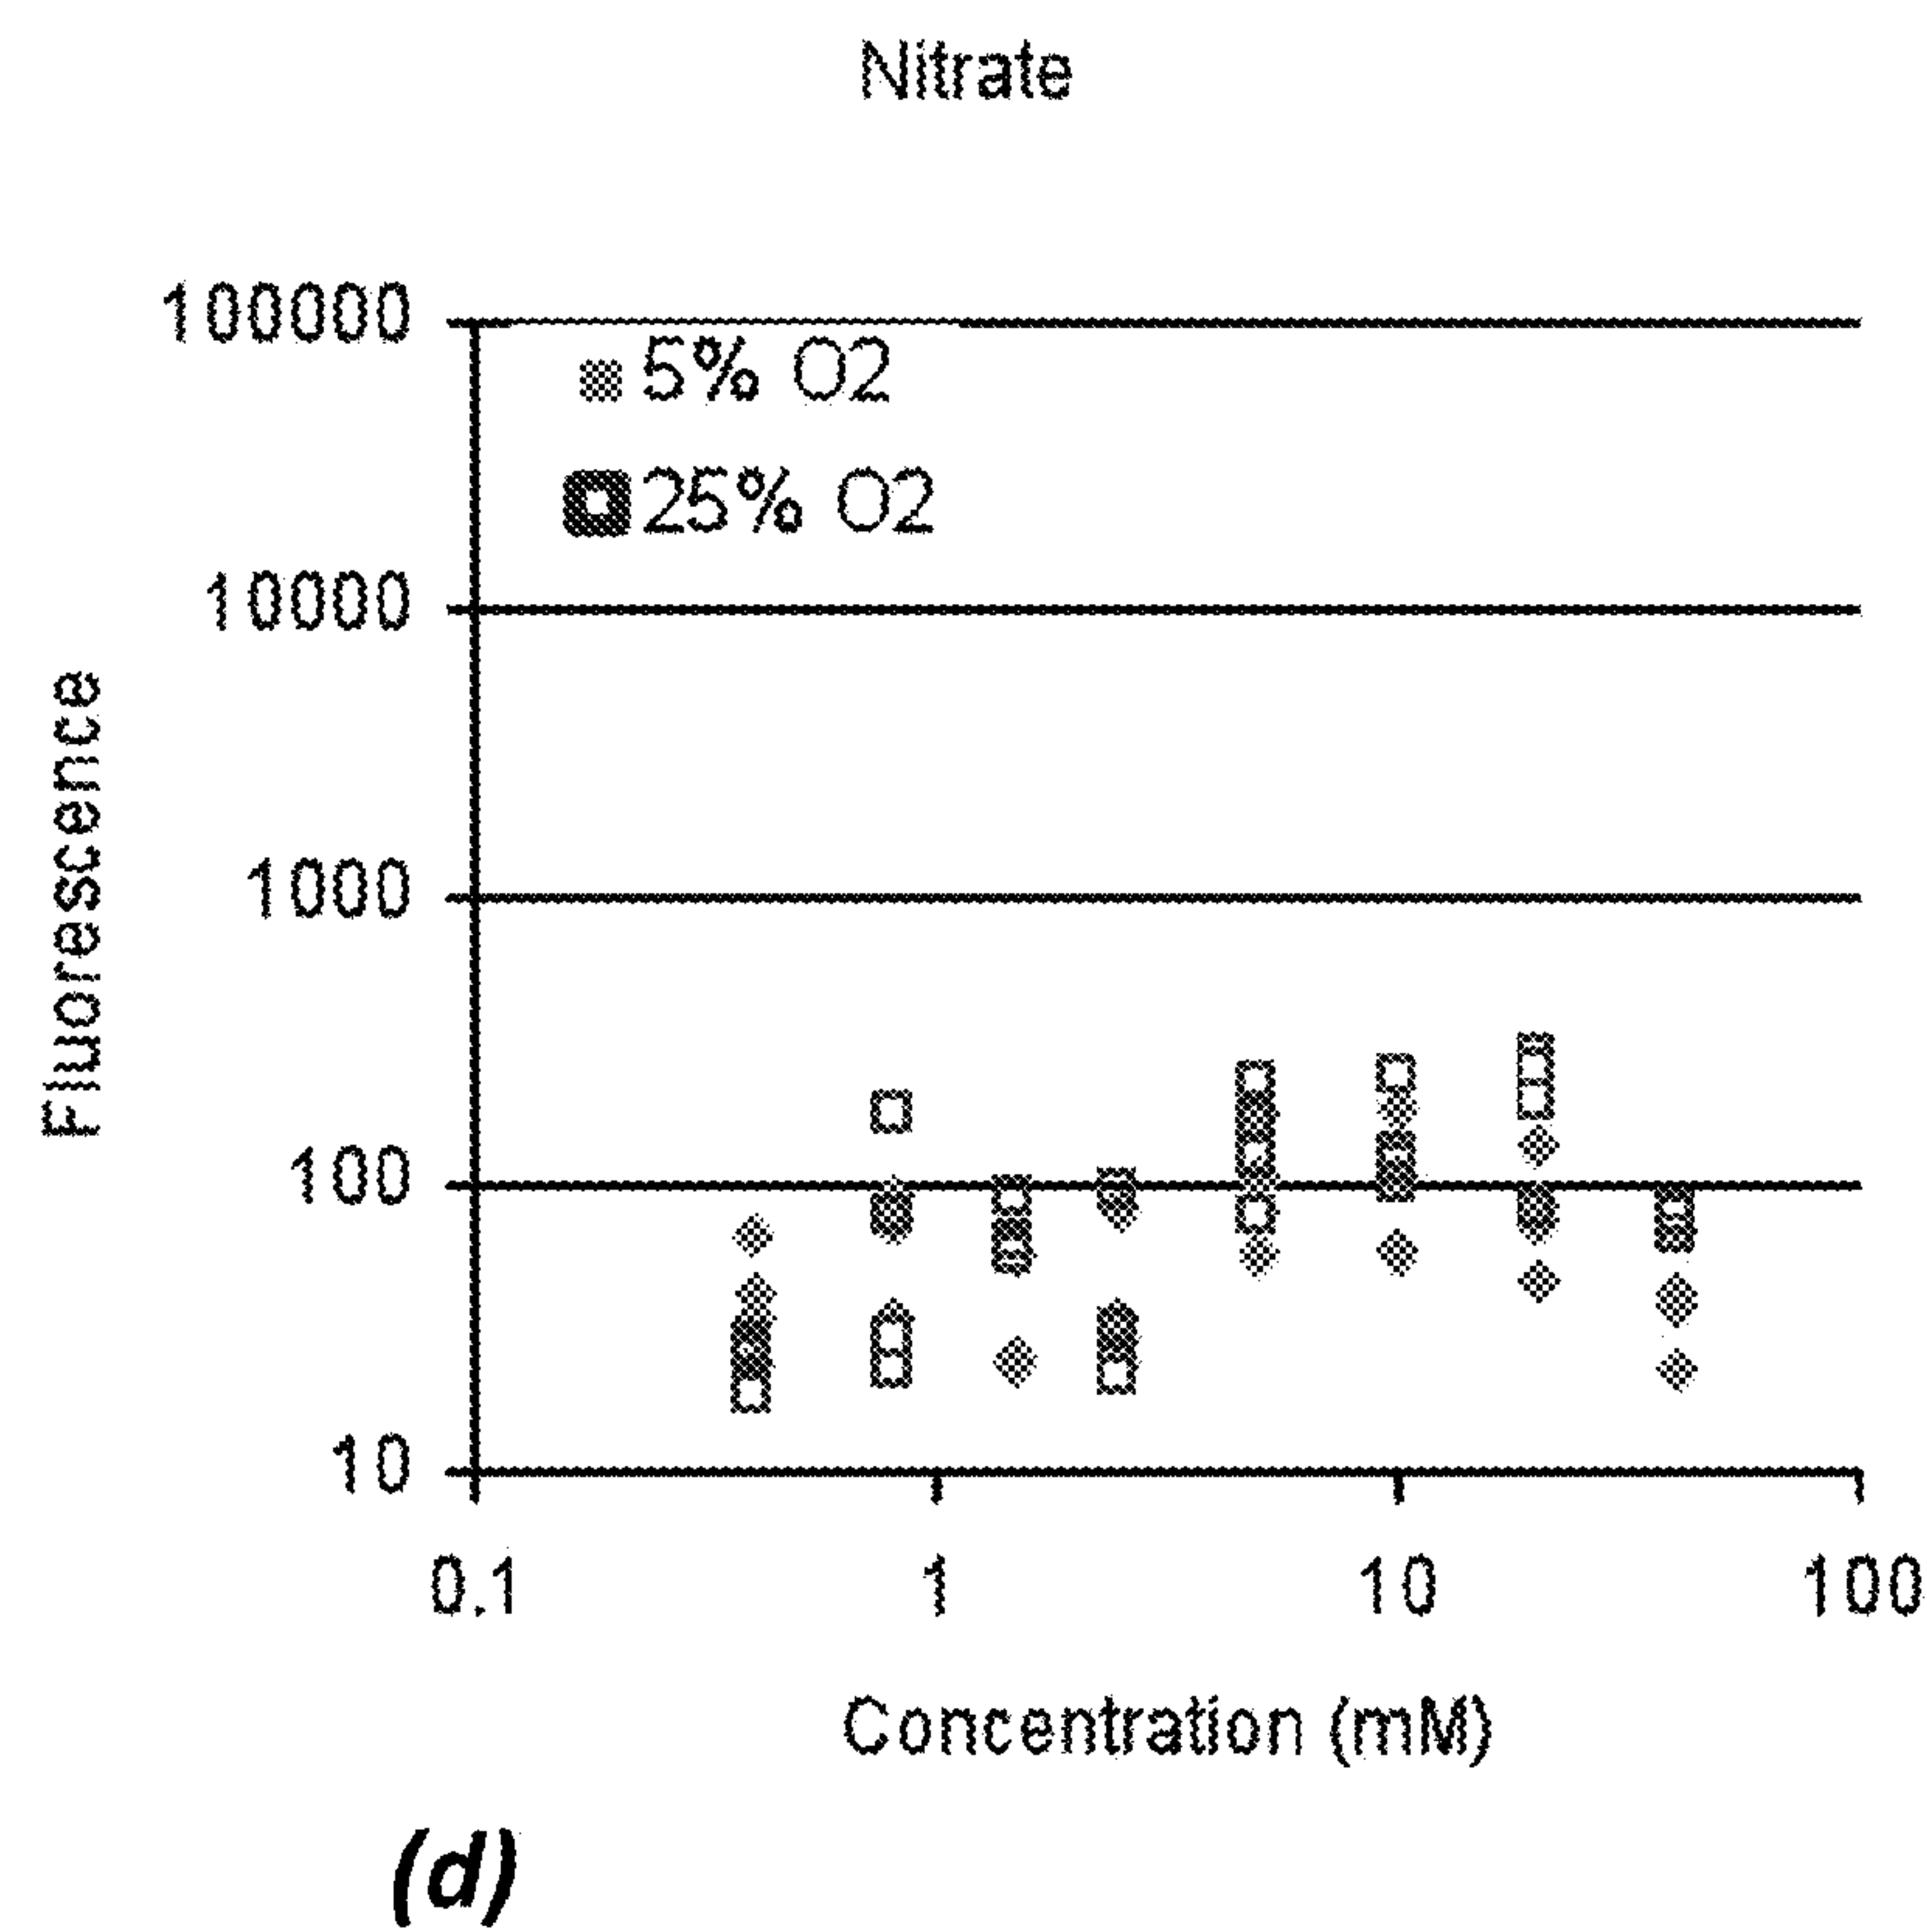 Nitrate
100000
5% O2
25% O2
10000
1000
100
10
Fluorescence
0.1 1 10 100
Concentration (mM)
(d)